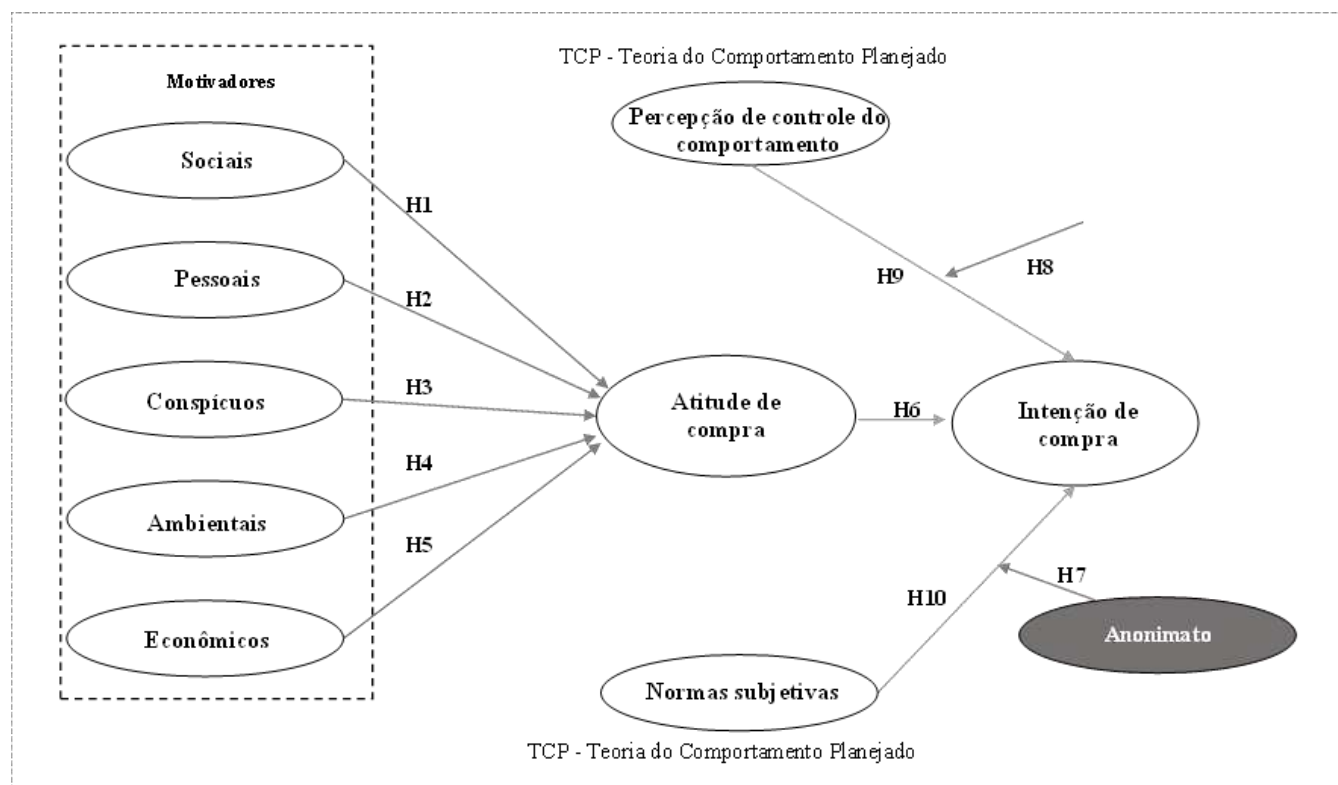 TCP - Teoria do Comportamento Planejado
Motivadores
Percepção de controle do
comportamento
Sociais
H1
H8
Pessoais
H9
H2
H3
Conspícuos
Atitude de
compra
H6
Intenção de
compra
H4
Ambientais
H5
H7
H10
Anonimato
Econômicos
Normas subjetivas
TCP - Teoria do Comportamento Planejado